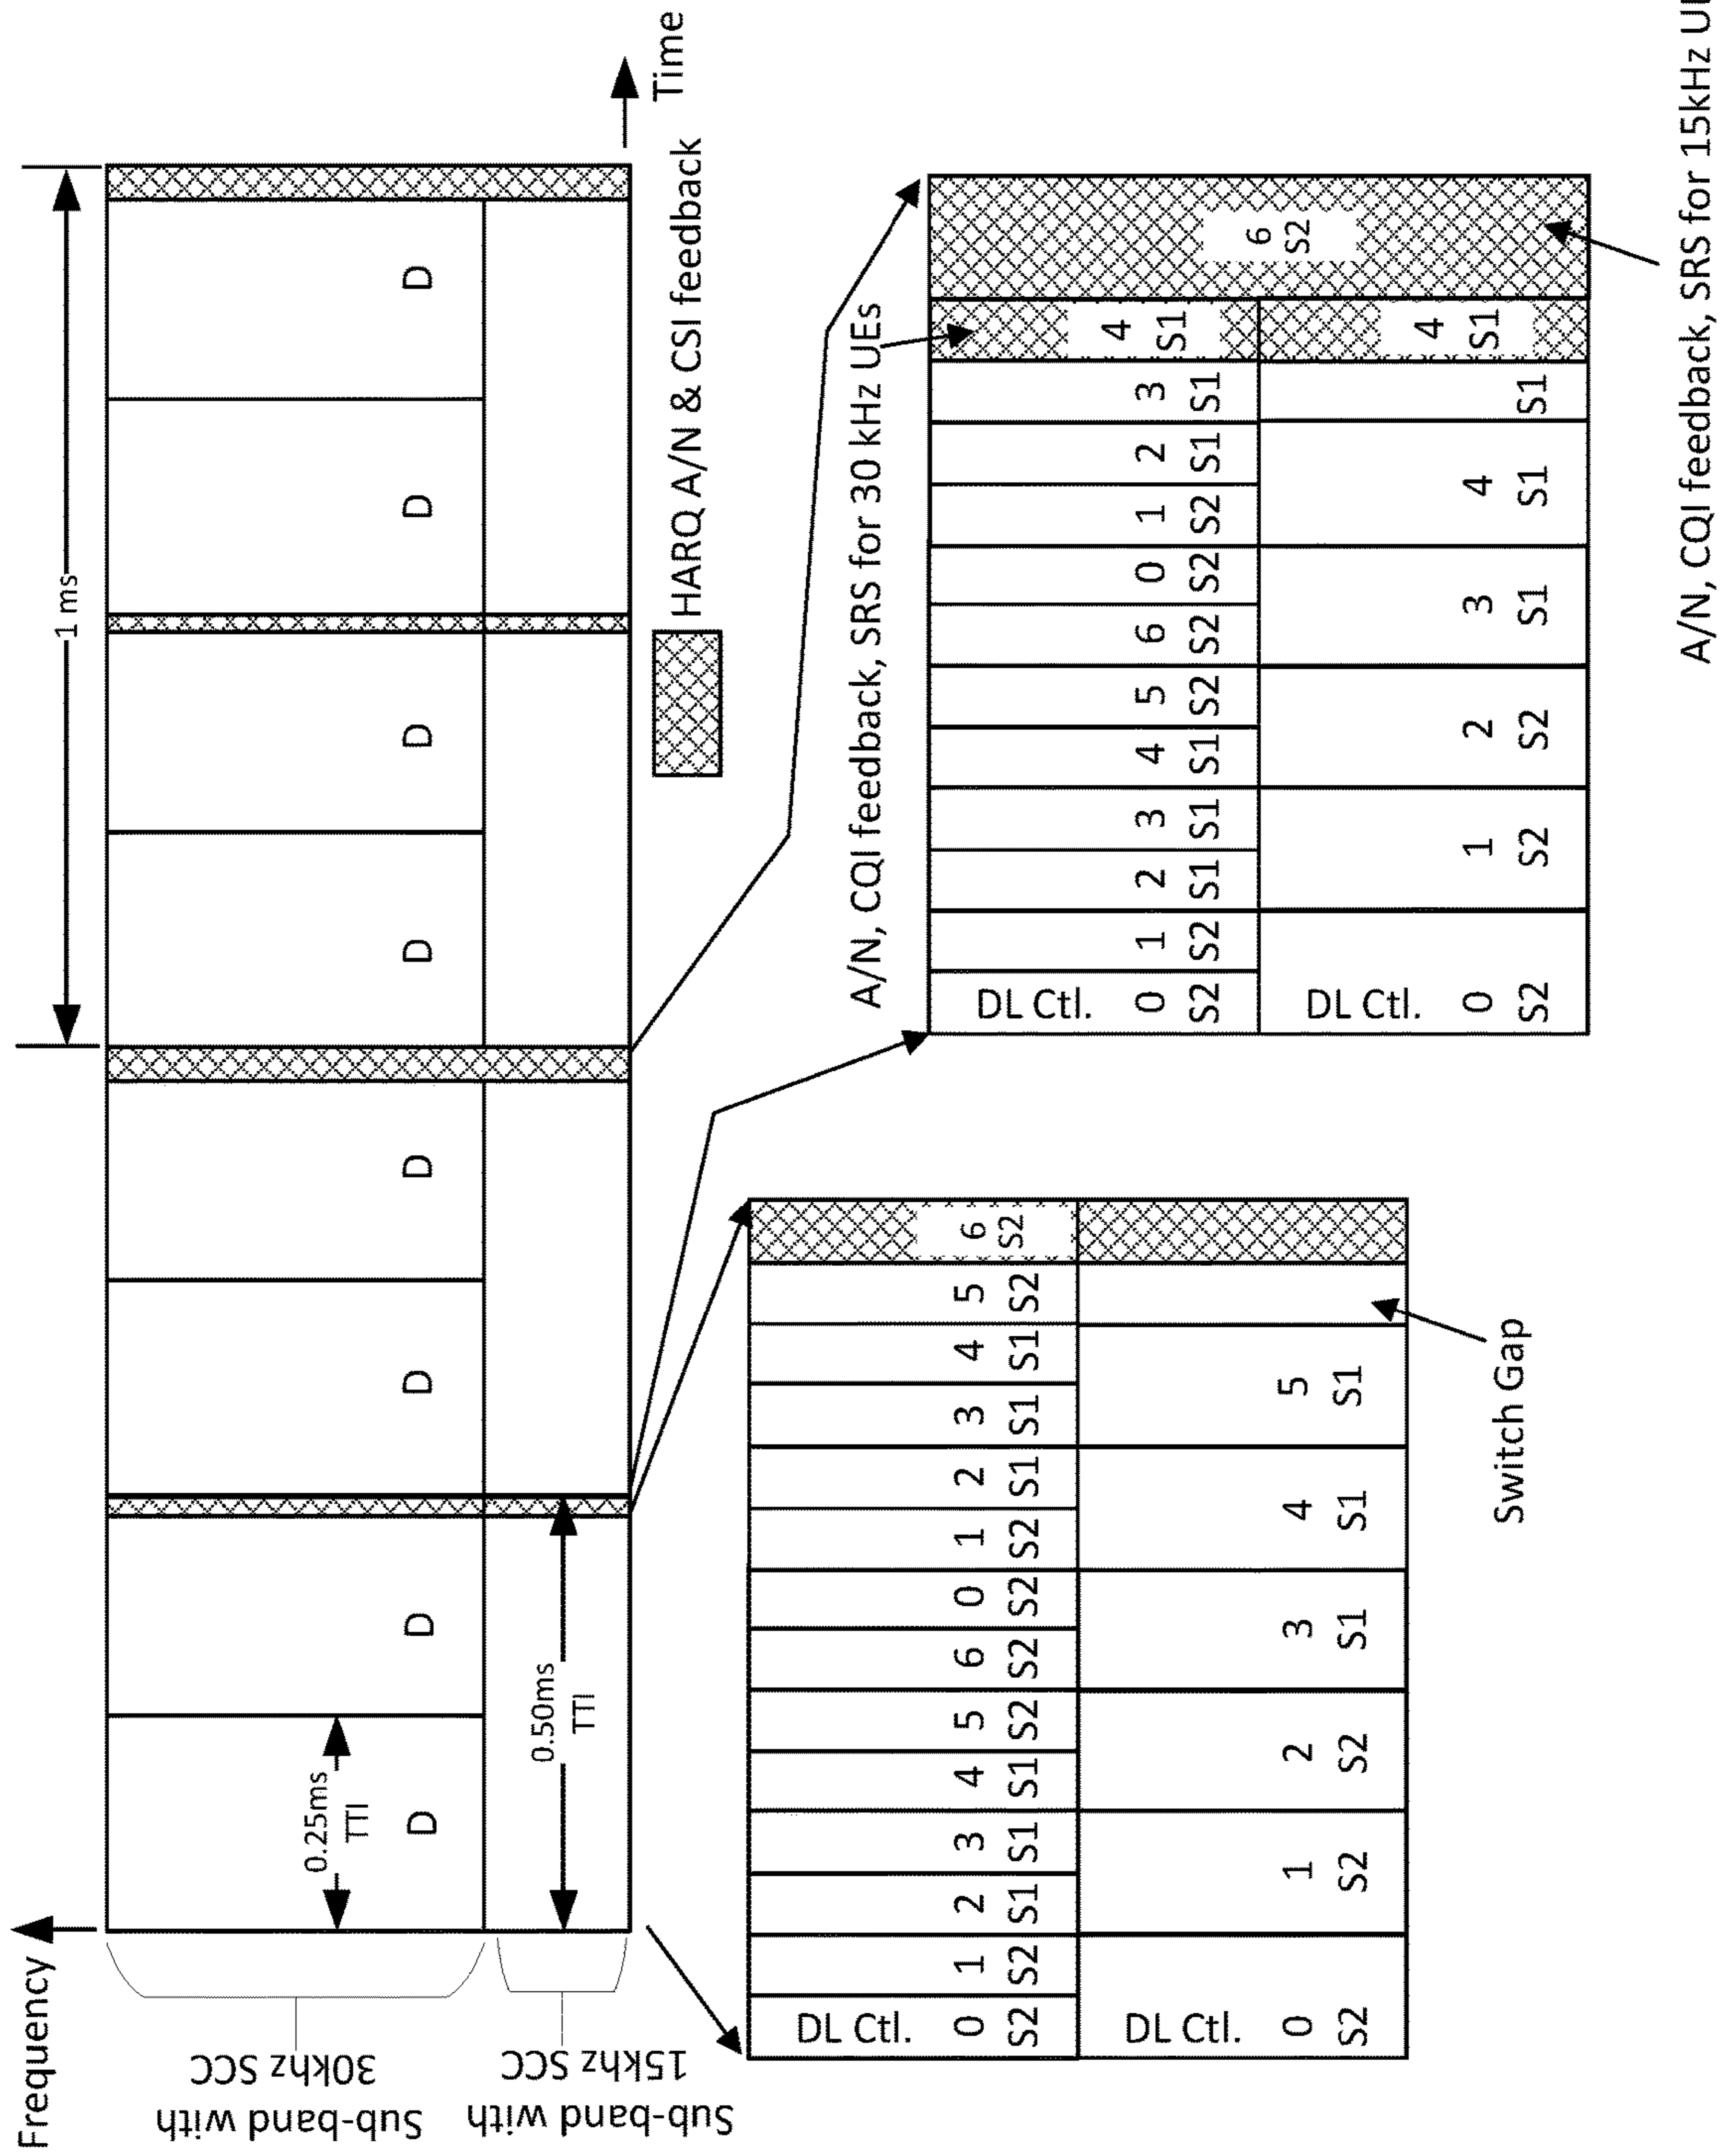 Frequency
1 ms
Sub-band with
30khz SCC
0.25ms
TTI
D D D D D D D D
Sub-band with
15khz SCC
0.50ms
TTI
Time
HARQ A/N & CSI feedback
DL Ctl.
0 1 2 3 4 5 6 0 1 2 3 4 5 6
S2 S2 S1 S1 S1 S2 S2 S2 S2 S1 S1 S1 S2 S2
DL Ctl.
0 1 2 3 4 5
S2 S2 S2 S1 S1 S1
Switch Gap
A/N, CQI feedback, SRS for 30 kHz UEs
DL Ctl.
0 1 2 3 4 5 6 0 1 2 3 4
S2 S2 S1 S1 S1 S2 S2 S2 S2 S1 S1 S1
6
S2
DL Ctl.
0 1 2 3 4 4
S2 S2 S2 S1 S1 S1 S1
A/N, CQI feedback, SRS for 15kHz